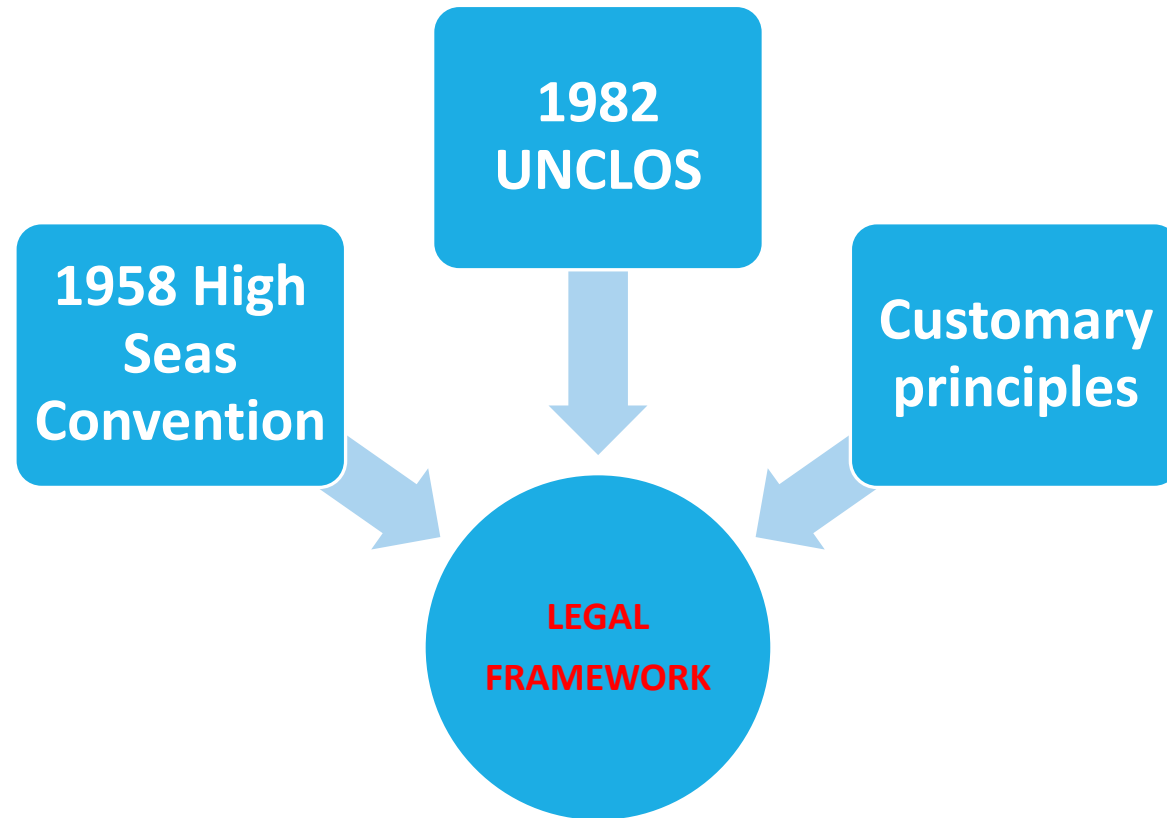 1982
UNCLOS
1958 High
Seas
Convention
Customary
principles
LEGAL
FRAMEWORK